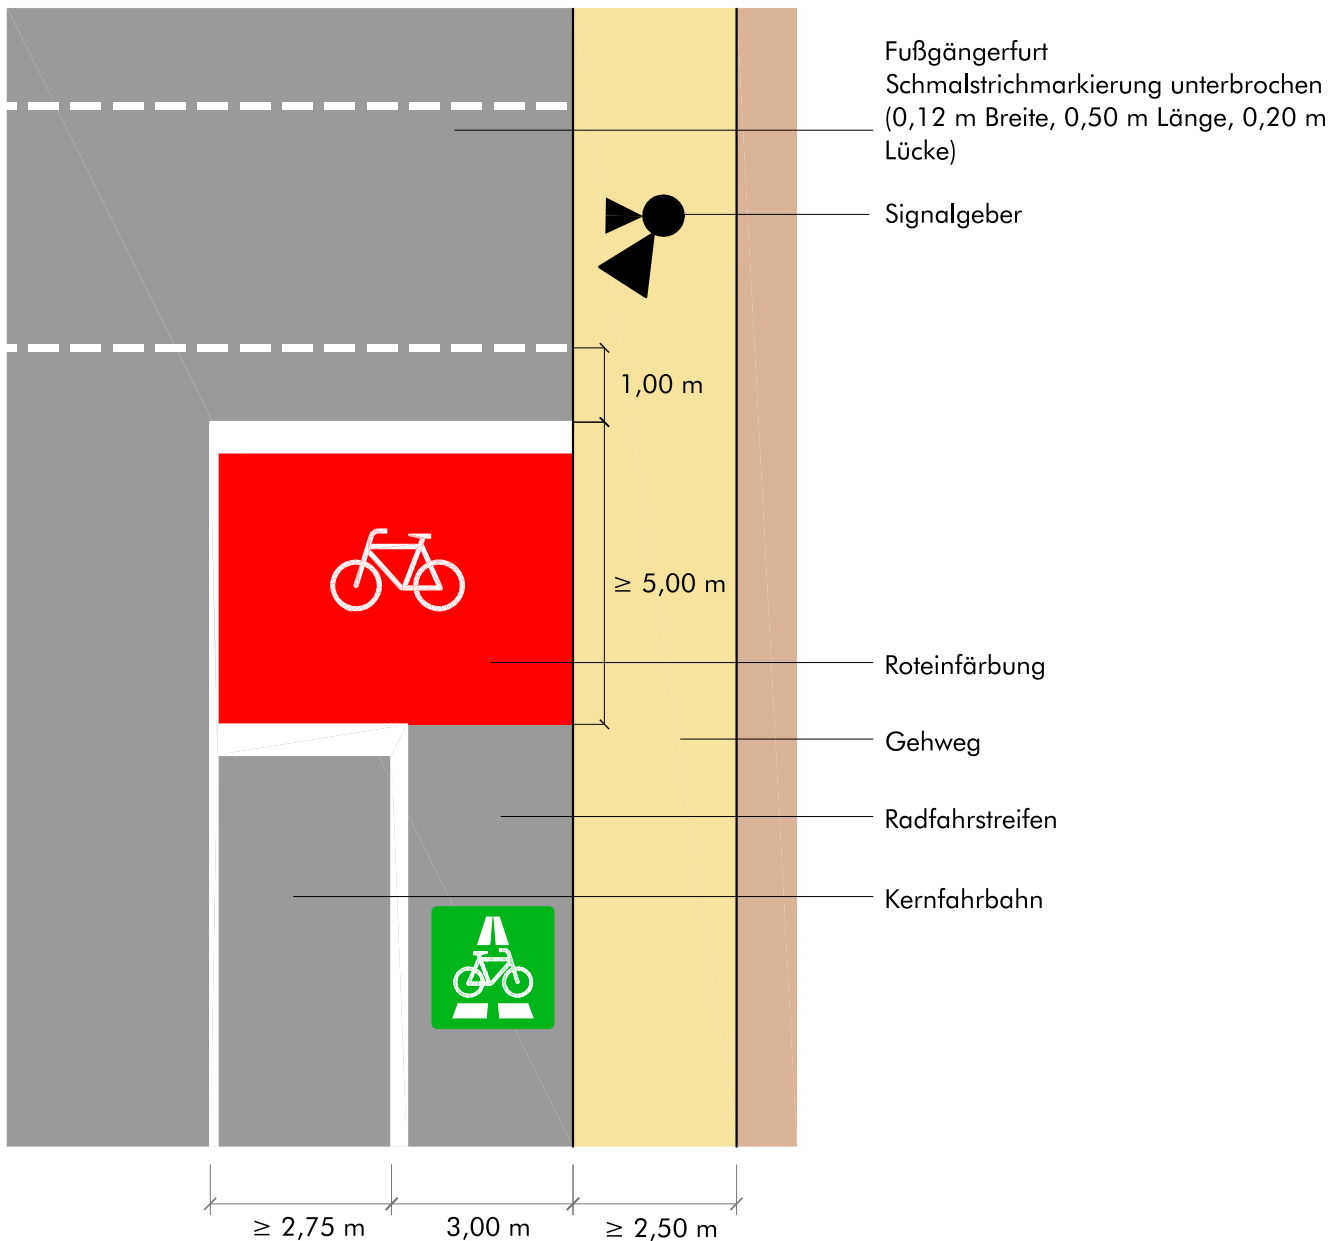 Fußgängerfurt
Schmalstrichmarkierung unterbrochen
(0,12 m Breite, 0,50 m Länge, 0,20 m
Lücke)
Signalgeber
1,00 m
≥ 5,00 m
Roteinfärbung
Gehweg
Radfahrstreifen
Kernfahrbahn
≥ 2,75 m
3,00 m
≥ 2,50 m